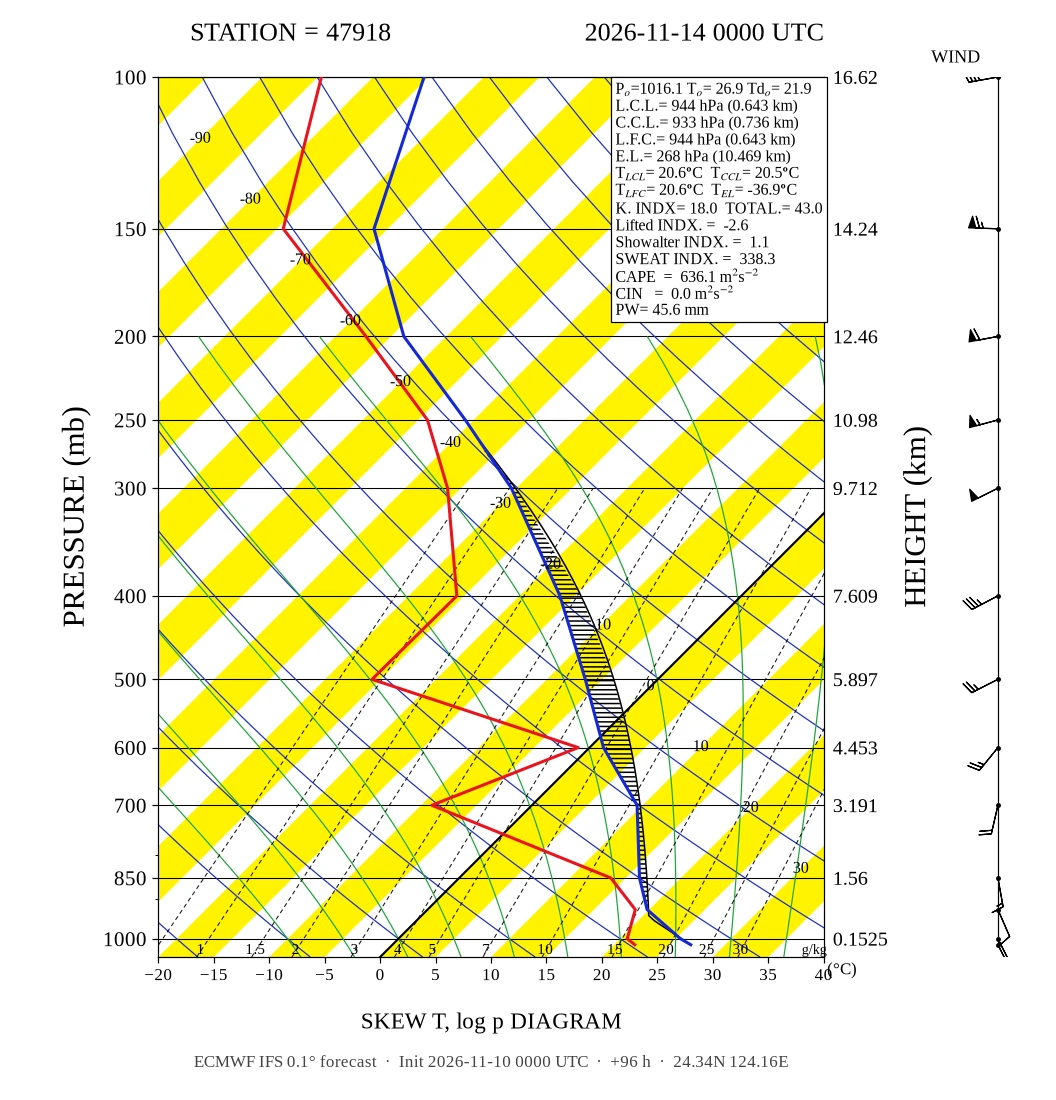 STATION = 47918
2026-11-14 0000 UTC
WIND
Pₒ=1016.1 Tₒ= 26.9 Tdₒ= 21.9
L.C.L.= 944 hPa (0.643 km)
C.C.L.= 933 hPa (0.736 km)
L.F.C.= 944 hPa (0.643 km)
E.L.= 268 hPa (10.469 km)
T_LCL= 20.6°C T_CCL= 20.5°C
T_LFC= 20.6°C T_EL= -36.9°C
K. INDX= 18.0 TOTAL.= 43.0
Lifted INDX. = -2.6
Showalter INDX. = 1.1
SWEAT INDX. = 338.3
CAPE = 636.1 m²s⁻²
CIN = 0.0 m²s⁻²
PW= 45.6 mm
100 16.62
-90
-80
150 14.24
-70
-60
200 12.46
-50
250 10.98
-40
300 9.712
-30
-20
400 7.609
10
500 5.897
0
10
600 4.453
700 20 3.191
30
850 1.56
1000 0.1525
1 1.5 2 3 4 5 7 10 15 20 25 30 g/kg
−20 −15 −10 −5 0 5 10 15 20 25 30 35 40 (°C)
PRESSURE (mb)
HEIGHT (km)
SKEW T, log p DIAGRAM
ECMWF IFS 0.1° forecast · Init 2026-11-10 0000 UTC · +96 h · 24.34N 124.16E